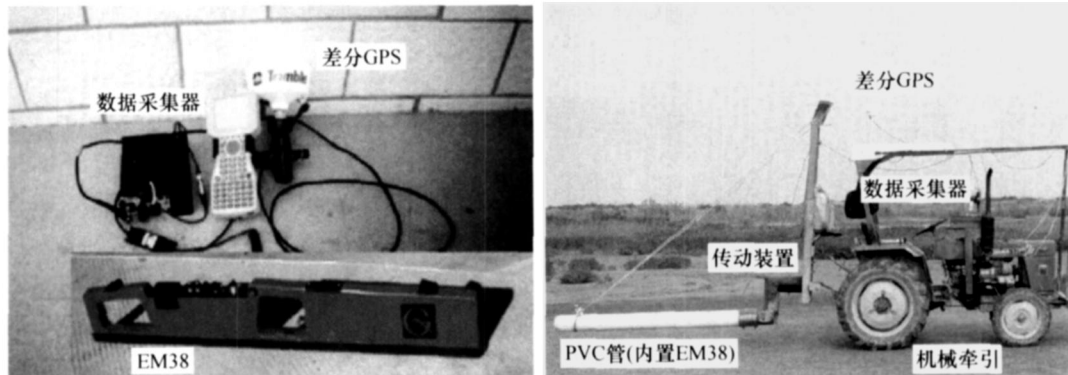 差分GPS
Trimble
数据采集器
EM38
差分GPS
数据采集器
传动装置
PVC管(内置EM38)
机械牵引